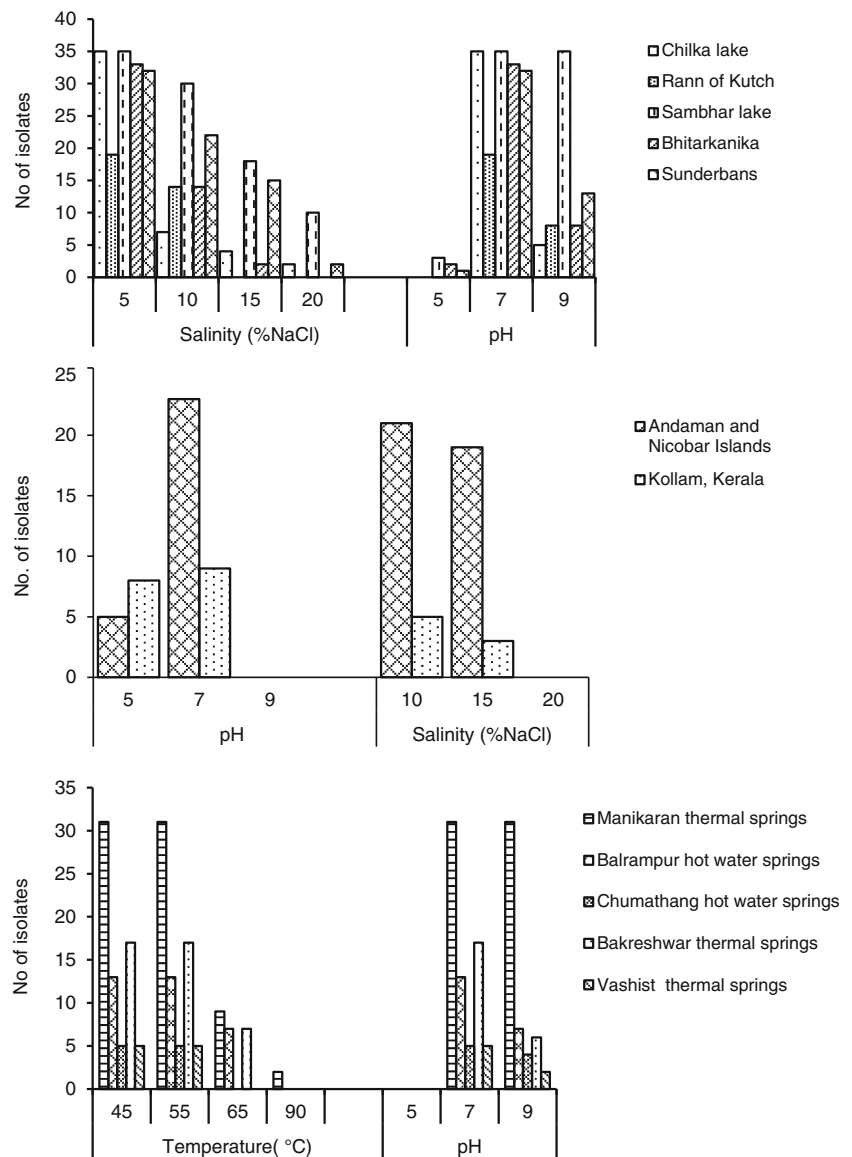 40
35
30
25
20
15
10
5
0
No of isolates
5 10 15 20 5 7 9
Salinity (%NaCl) pH
Chilka lake
Rann of Kutch
Sambhar lake
Bhitarkanika
Sunderbans
25
20
15
10
5
0
No. of isolates
5 7 9 10 15 20
pH Salinity (%NaCl)
Andaman and
Nicobar Islands
Kollam, Kerala
35
30
25
20
15
10
5
0
No of isolates
45 55 65 90 5 7 9
Temperature( °C) pH
Manikaran thermal springs
Balrampur hot water springs
Chumathang hot water springs
Bakreshwar thermal springs
Vashist thermal springs